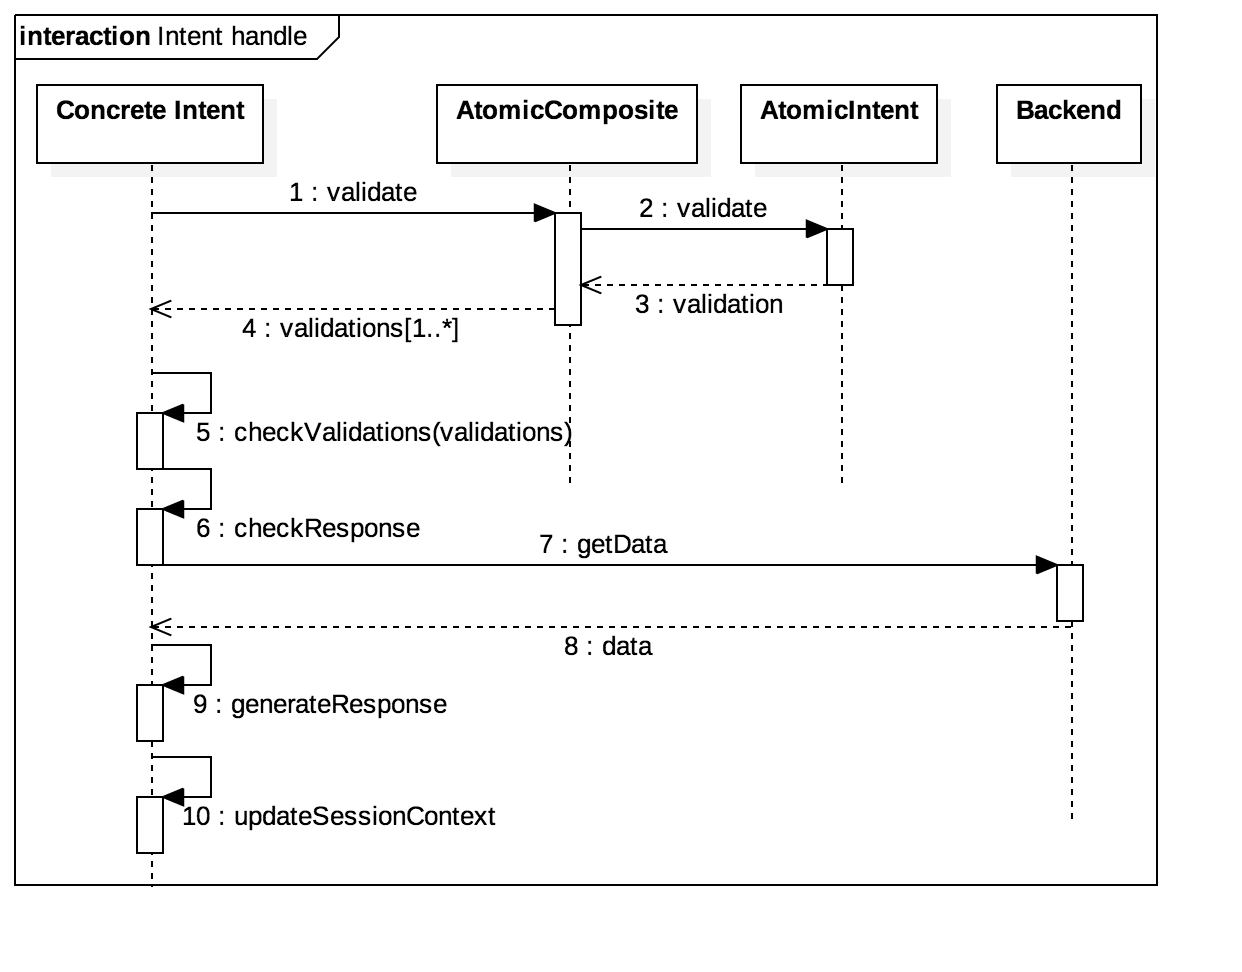 interaction Intent handle
Concrete Intent
AtomicComposite
AtomicIntent
Backend
1 : validate
2 : validate
3 : validation
4 : validations[1..*]
5 : checkValidations(validations)
6 : checkResponse
7 : getData
8 : data
9 : generateResponse
10 : updateSessionContext